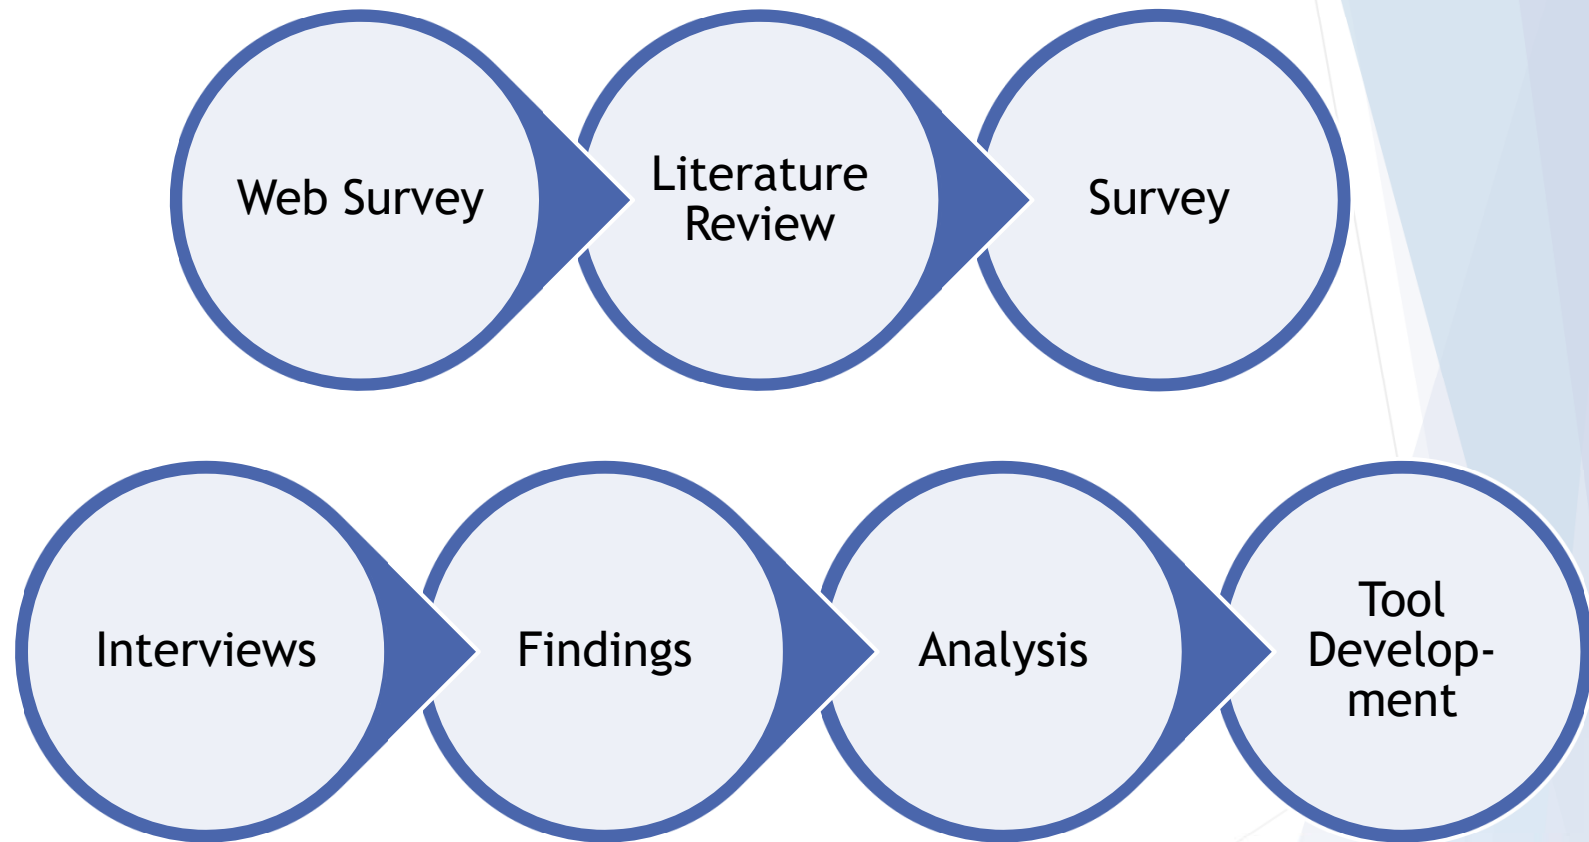 Web Survey
Literature
Review
Survey
Interviews
Findings
Analysis
Tool
Develop-
ment